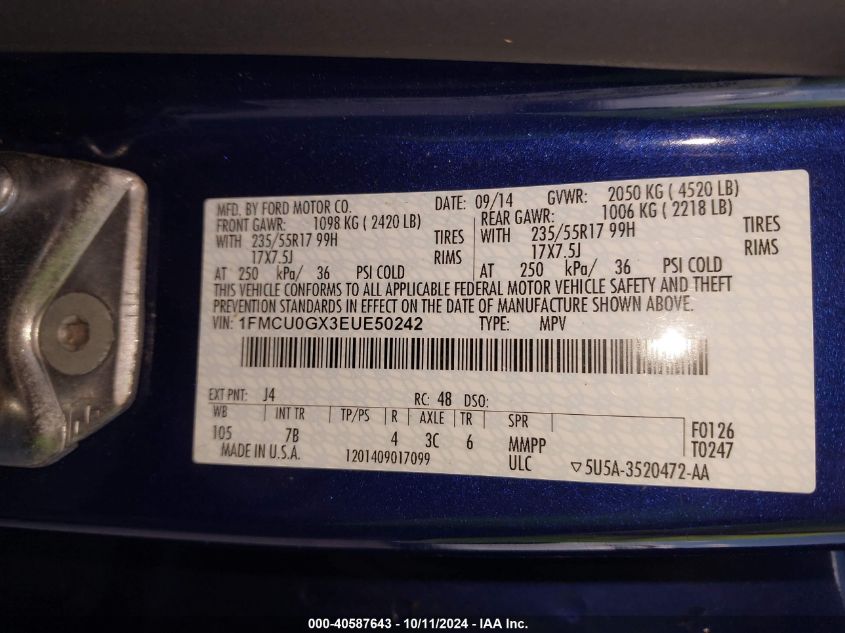 MFD. BY FORD MOTOR CO. DATE: 09/14 GVWR: 2050 KG ( 4520 LB)
FRONT GAWR: 1098 KG ( 2420 LB) REAR GAWR: 1006 KG ( 2218 LB)
WITH 235/55R17 99H TIRES WITH 235/55R17 99H TIRES
17X7.5J RIMS 17X7.5J RIMS
AT 250 kPa/ 36 PSI COLD AT 250 kPa/ 36 PSI COLD
THIS VEHICLE CONFORMS TO ALL APPLICABLE FEDERAL MOTOR VEHICLE SAFETY AND THEFT
PREVENTION STANDARDS IN EFFECT ON THE DATE OF MANUFACTURE SHOWN ABOVE.
VIN: 1FMCU0GX3EUE50242 TYPE: MPV
EXT PNT: J4 RC: 48 DSO:
WB INT TR TP/PS R AXLE TR SPR
105 7B 4 3C 6 MMPP F0126
MADE IN U.S.A. 1201409017099 ULC T0247
▽5U5A-3520472-AA
000-40587643 - 10/11/2024 - IAA Inc.